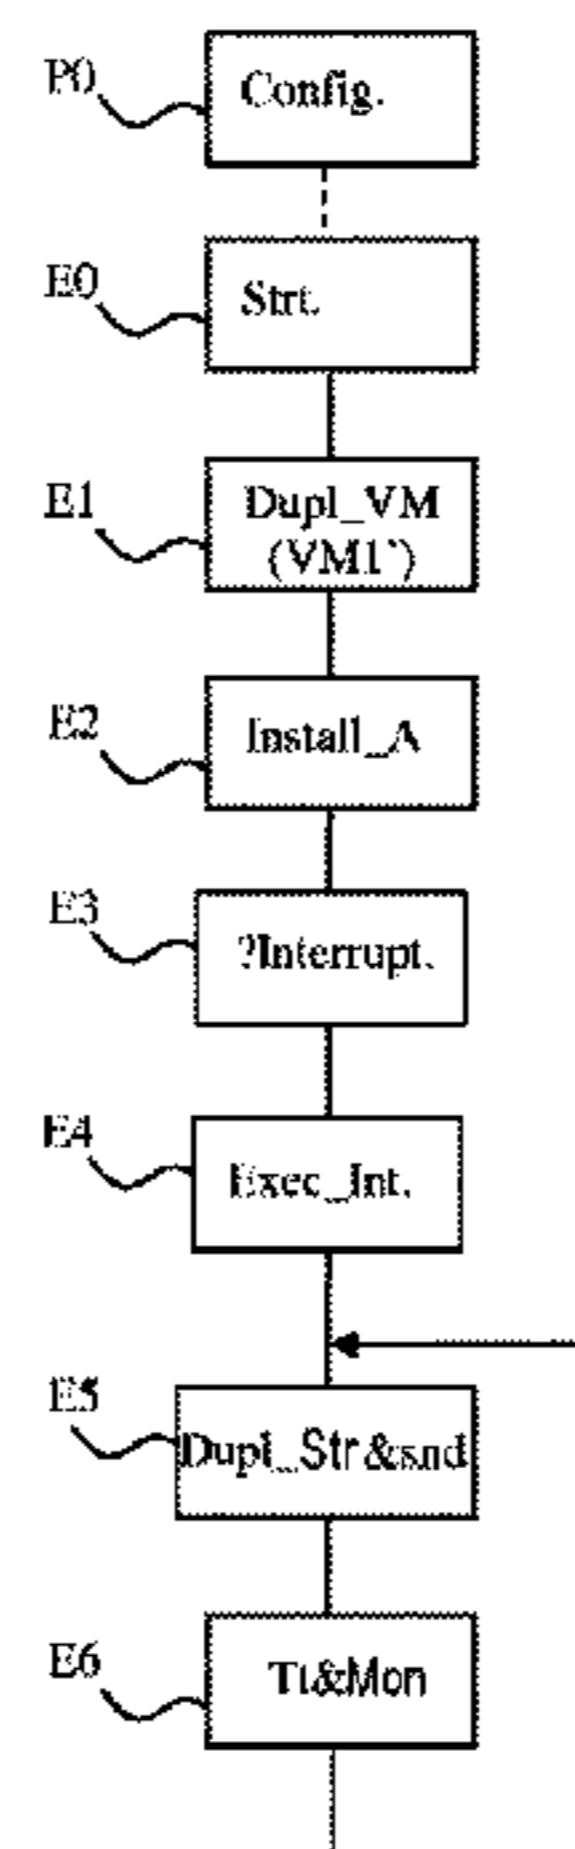 P0
Config.
E0
Strt.
E1
Dupl_VM
(VM1`)
E2
Install_A
E3
?Interrupt.
E4
Exec_Int.
E5
Dupl_Str&snd
E6
Tt&Mon